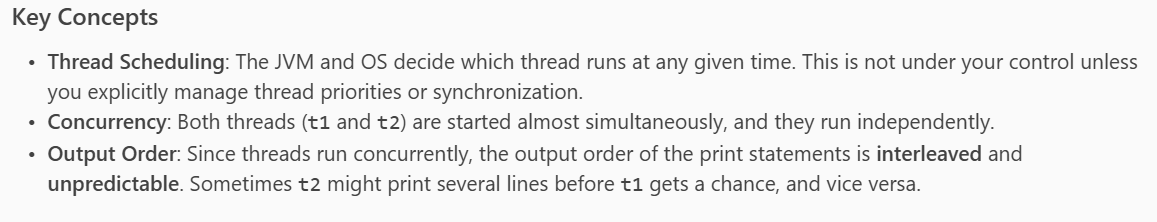 Key Concepts
• Thread Scheduling: The JVM and OS decide which thread runs at any given time. This is not under your control unless
you explicitly manage thread priorities or synchronization.
• Concurrency: Both threads (t1 and t2) are started almost simultaneously, and they run independently.
• Output Order: Since threads run concurrently, the output order of the print statements is interleaved and
unpredictable. Sometimes t2 might print several lines before t1 gets a chance, and vice versa.